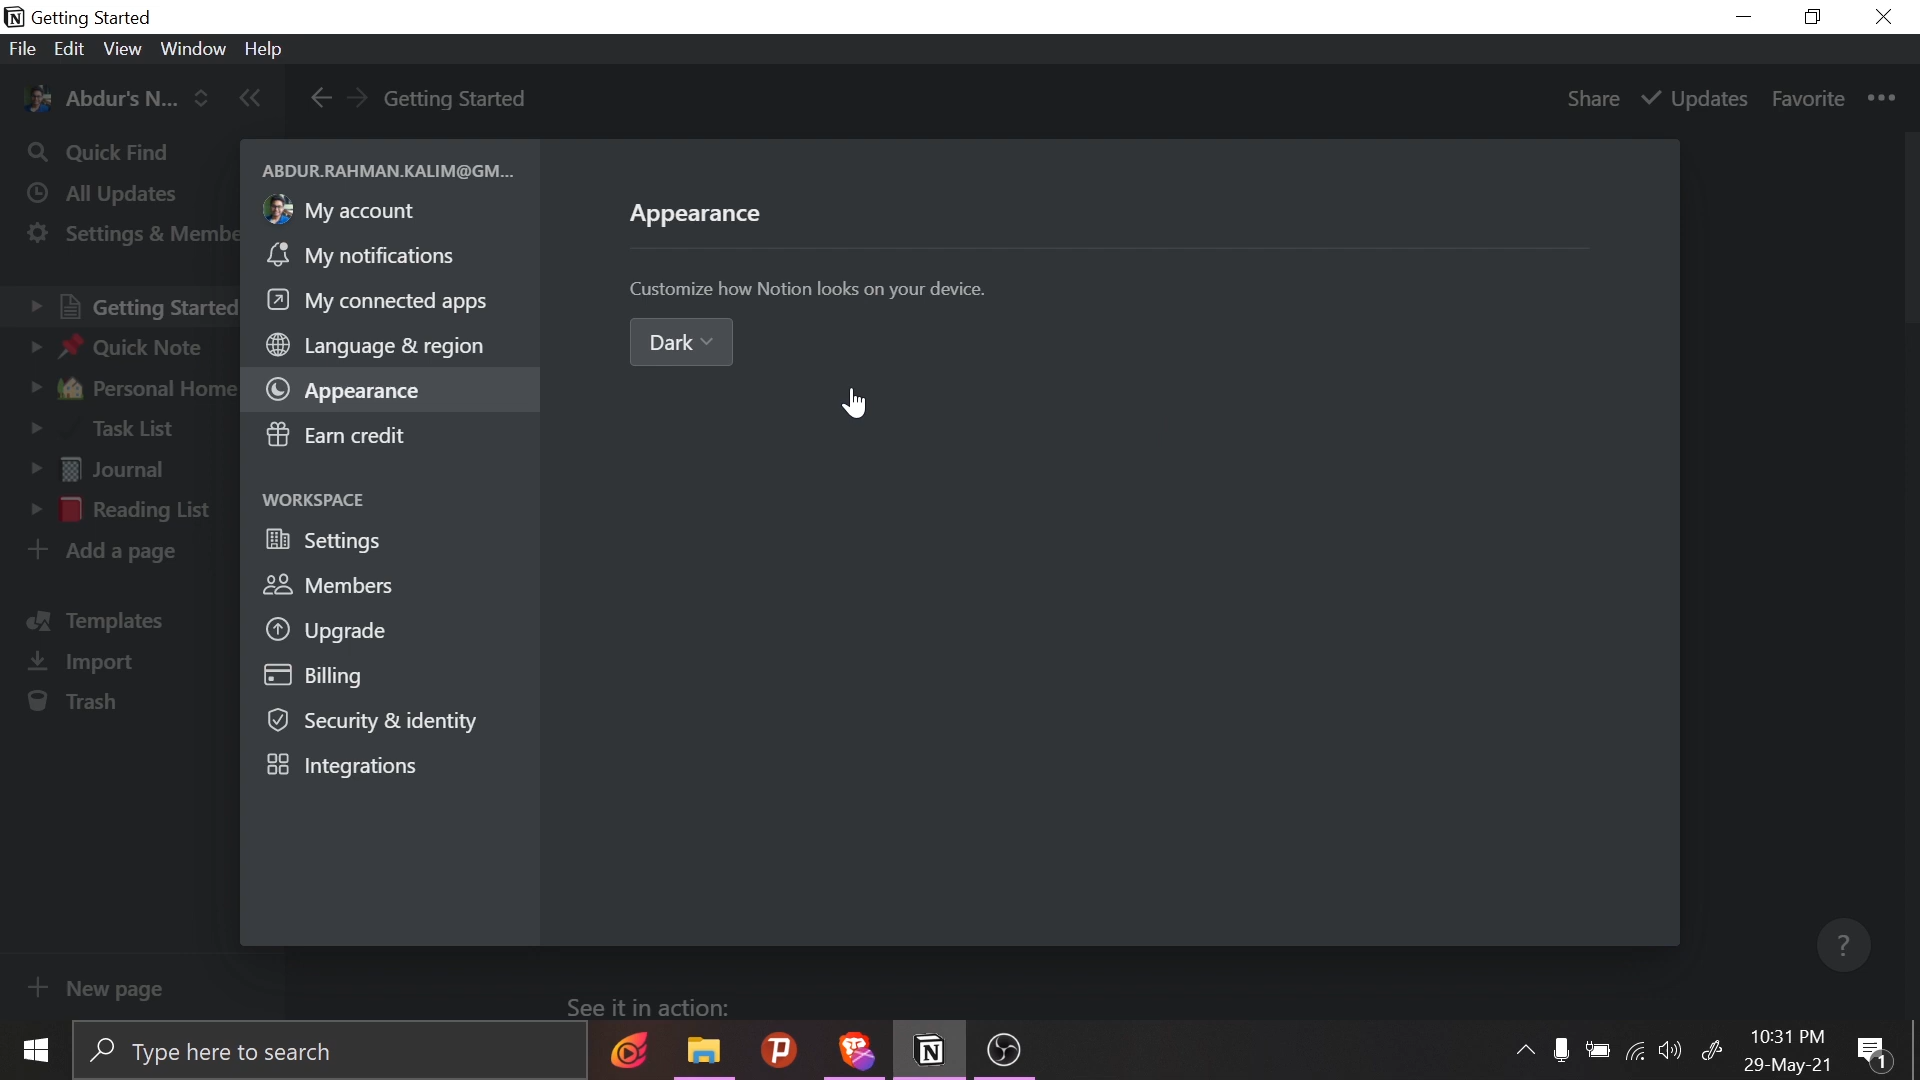 Getting Started
File Edit View Window Help
Abdur's N...
Getting Started
Share Updates Favorite
Quick Find
All Updates
Settings & Membe
Getting Started
Quick Note
Personal Home
Task List
Journal
Reading List
Add a page
Templates
Import
Trash
New page
ABDUR.RAHMAN.KALIM@GM...
My account
My notifications
My connected apps
Language & region
Appearance
Earn credit
WORKSPACE
Settings
Members
Upgrade
Billing
Security & identity
Integrations
Appearance
Customize how Notion looks on your device.
Dark
?
See it in action:
Type here to search
10:31 PM
29-May-21
1